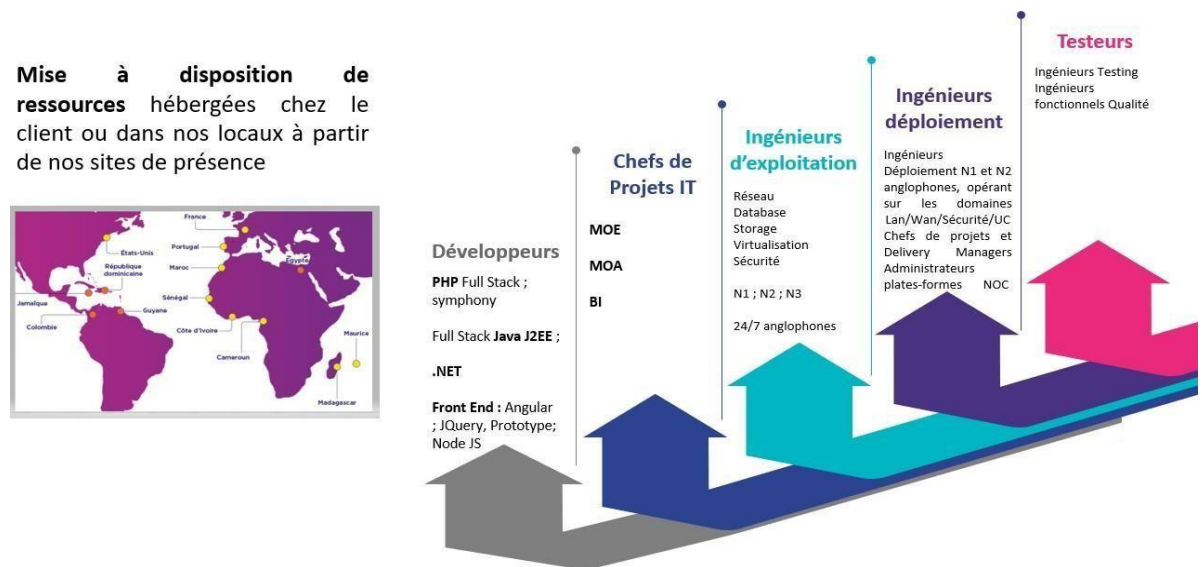 Mise à disposition de
ressources hébergées chez le
client ou dans nos locaux à partir
de nos sites de présence
France
États-Unis
Portugal
République
dominicaine
Maroc
Égypte
Jamaïque
Sénégal
Guyane
Colombie
Côte d'Ivoire
Maurice
Cameroun
Madagascar
Développeurs
PHP Full Stack ;
symphony
Full Stack Java J2EE ;
.NET
Front End : Angular
; JQuery, Prototype;
Node JS
Chefs de
Projets IT
MOE
MOA
BI
Ingénieurs
d'exploitation
Réseau
Database
Storage
Virtualisation
Sécurité
N1 ; N2 ; N3
24/7 anglophones
Ingénieurs
déploiement
Ingénieurs
Déploiement N1 et N2
anglophones, opérant
sur les domaines
Lan/Wan/Sécurité/UC
Chefs de projets et
Delivery Managers
Administrateurs
plates-formes NOC
Testeurs
Ingénieurs Testing
Ingénieurs
fonctionnels Qualité